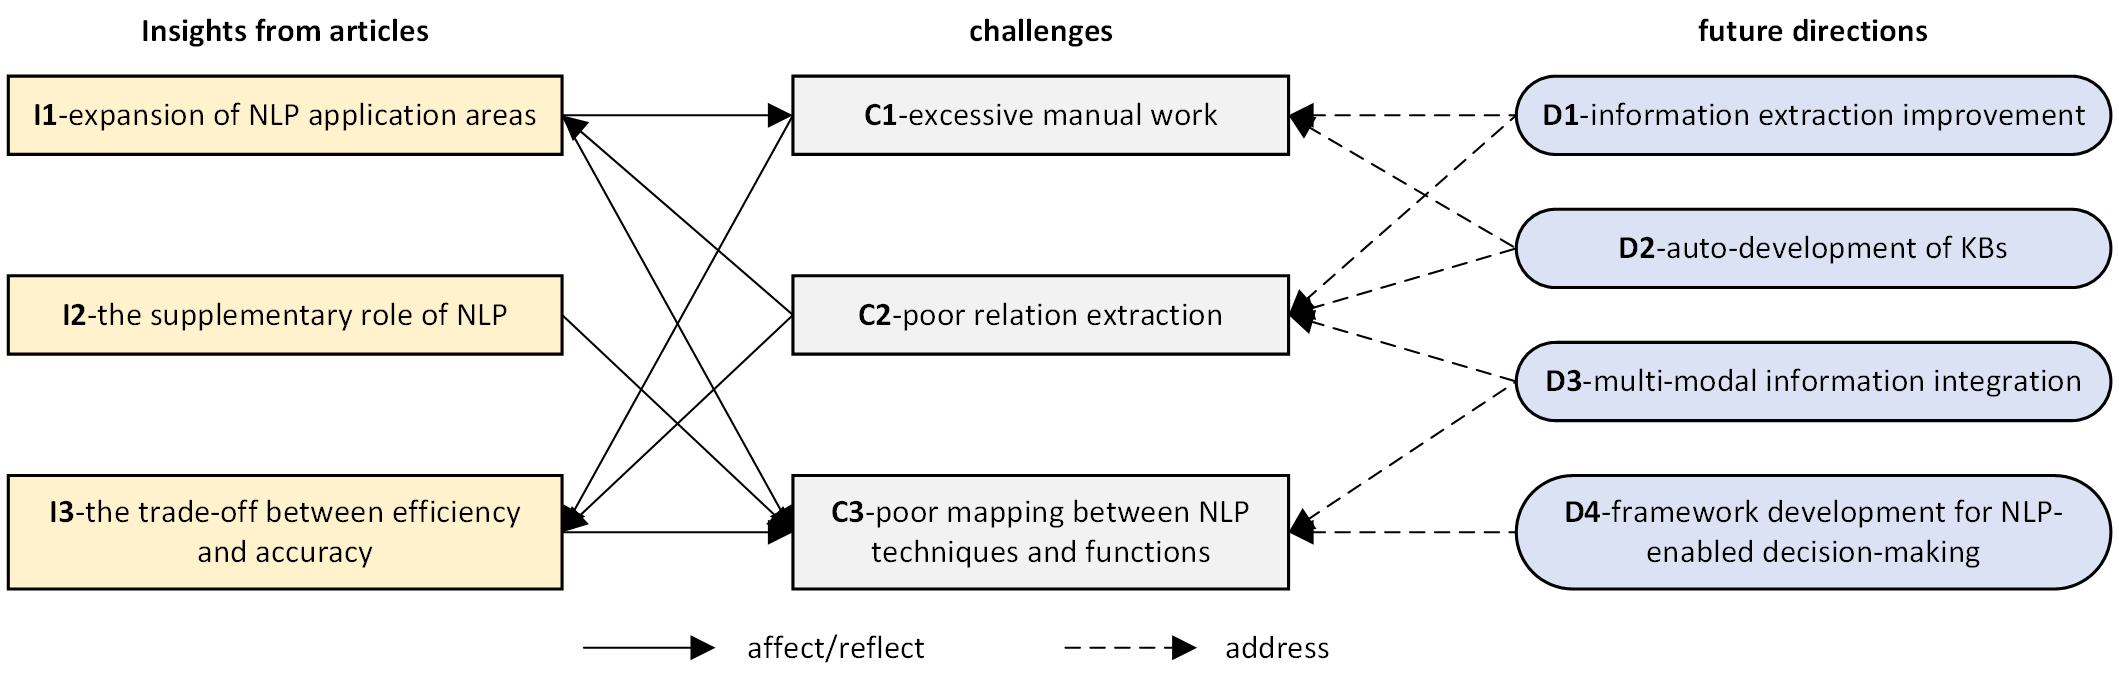 Insights from articles
challenges
future directions
I1-expansion of NLP application areas
C1-excessive manual work
D1-information extraction improvement
D2-auto-development of KBs
I2-the supplementary role of NLP
C2-poor relation extraction
D3-multi-modal information integration
I3-the trade-off between efficiency
and accuracy
C3-poor mapping between NLP
techniques and functions
D4-framework development for NLP-
enabled decision-making
affect/reflect
address